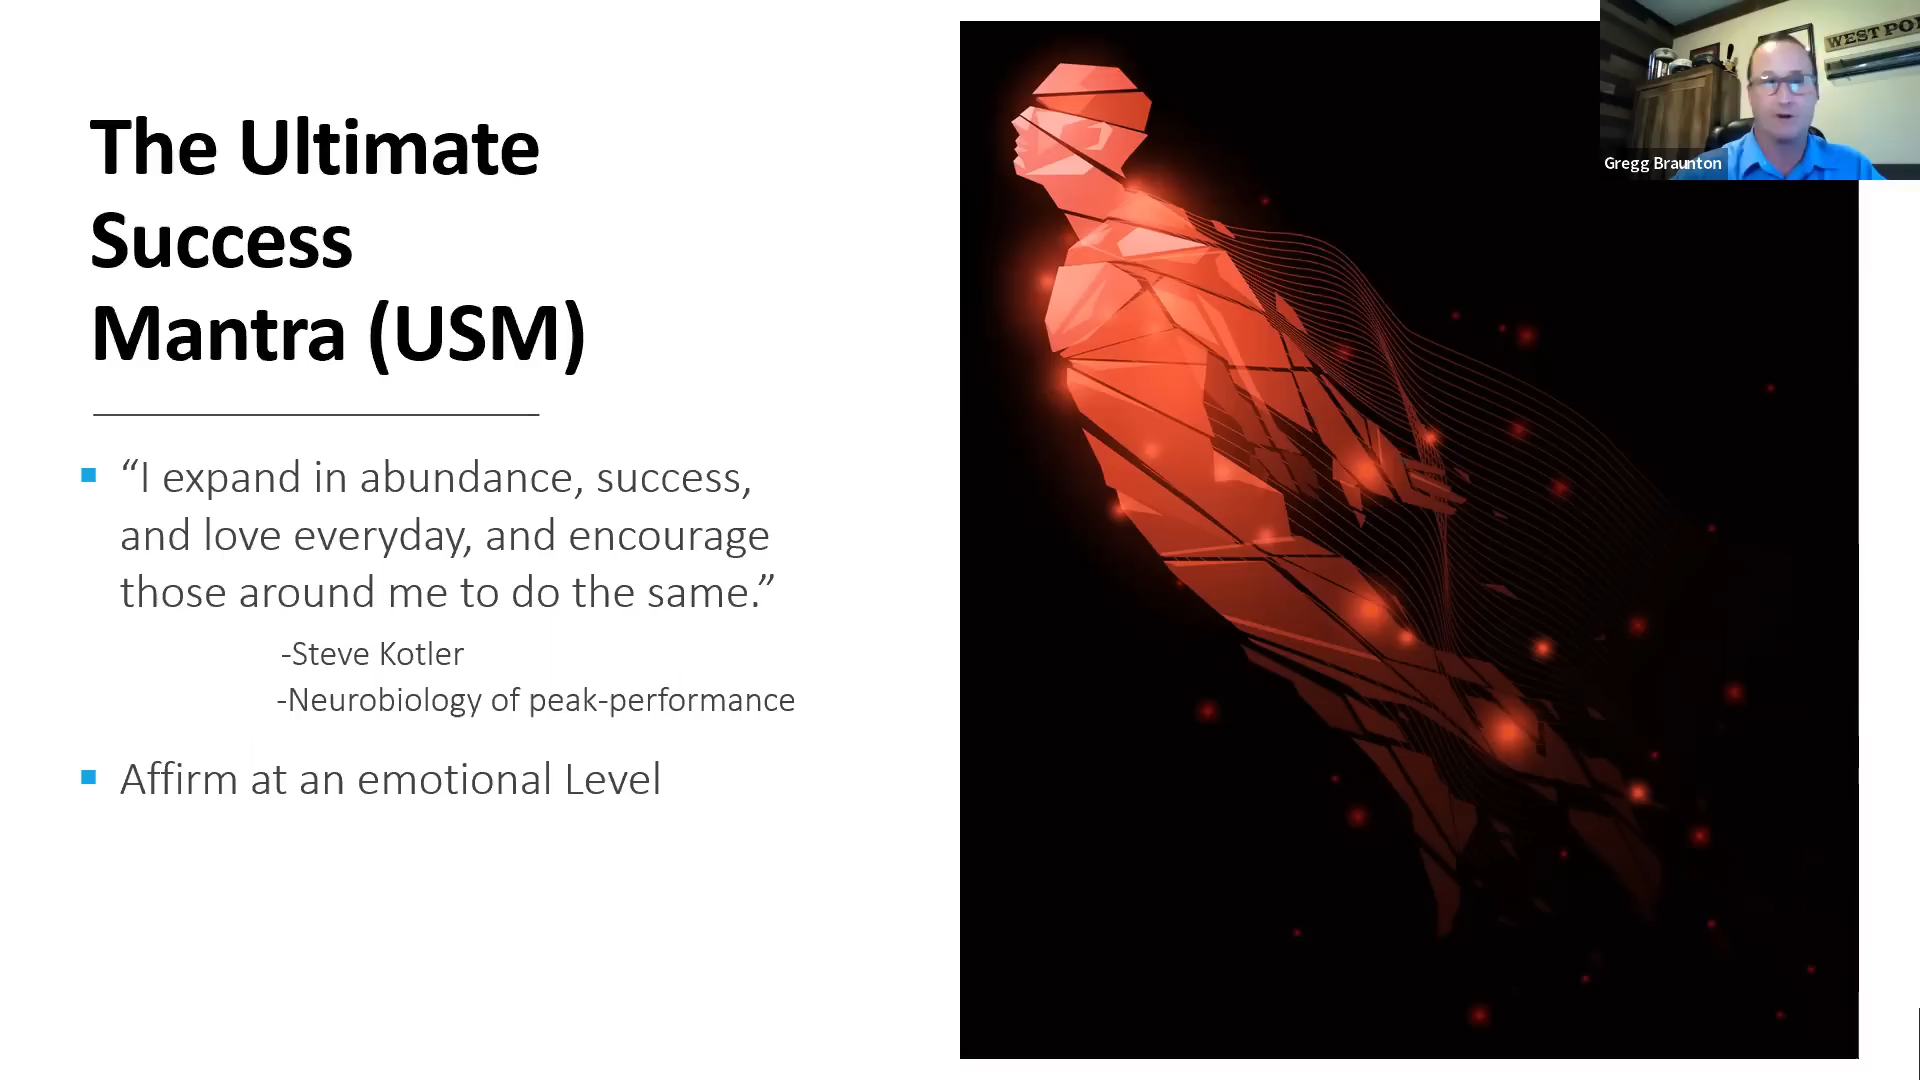 The Ultimate
Success
Mantra (USM)
“I expand in abundance, success,
and love everyday, and encourage
those around me to do the same.”
-Steve Kotler
-Neurobiology of peak-performance
Affirm at an emotional Level
WEST
Gregg Braunton